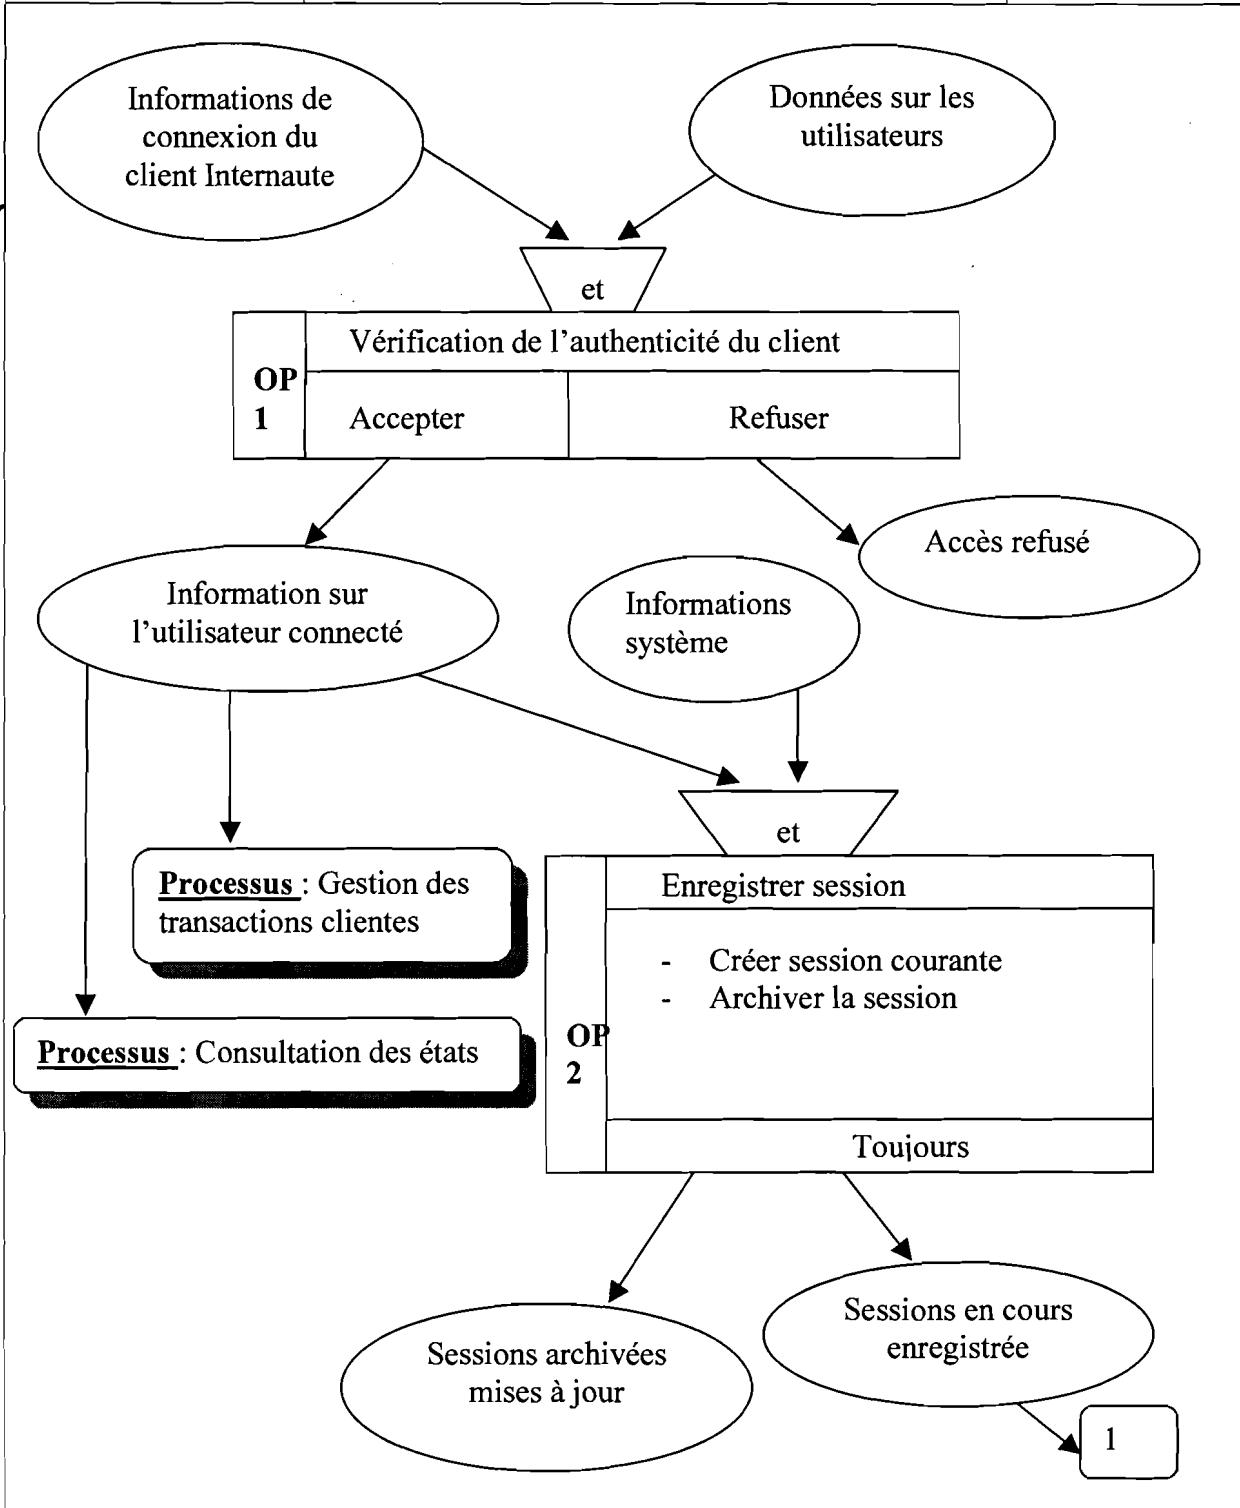 Informations de
connexion du
client Internaute
Données sur les
utilisateurs
et
Vérification de l'authenticité du client
OP
1
Accepter
Refuser
Accès refusé
Information sur
l'utilisateur connecté
Informations
système
et
Processus : Gestion des
transactions clientes
Enregistrer session
- Créer session courante
- Archiver la session
OP
2
Processus : Consultation des états
Toujours
Sessions en cours
enregistrée
Sessions archivées
mises à jour
1